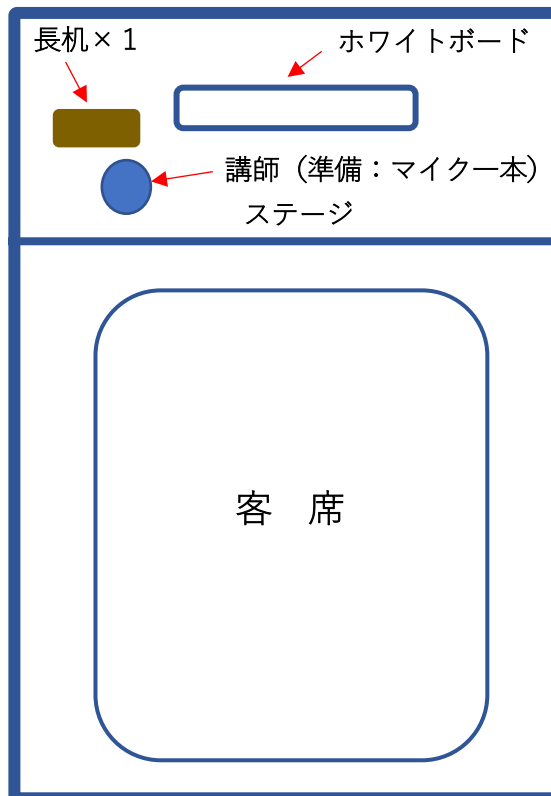 長机×１
ホワイトボード
講師（準備：マイク一本）
ステージ
客　席